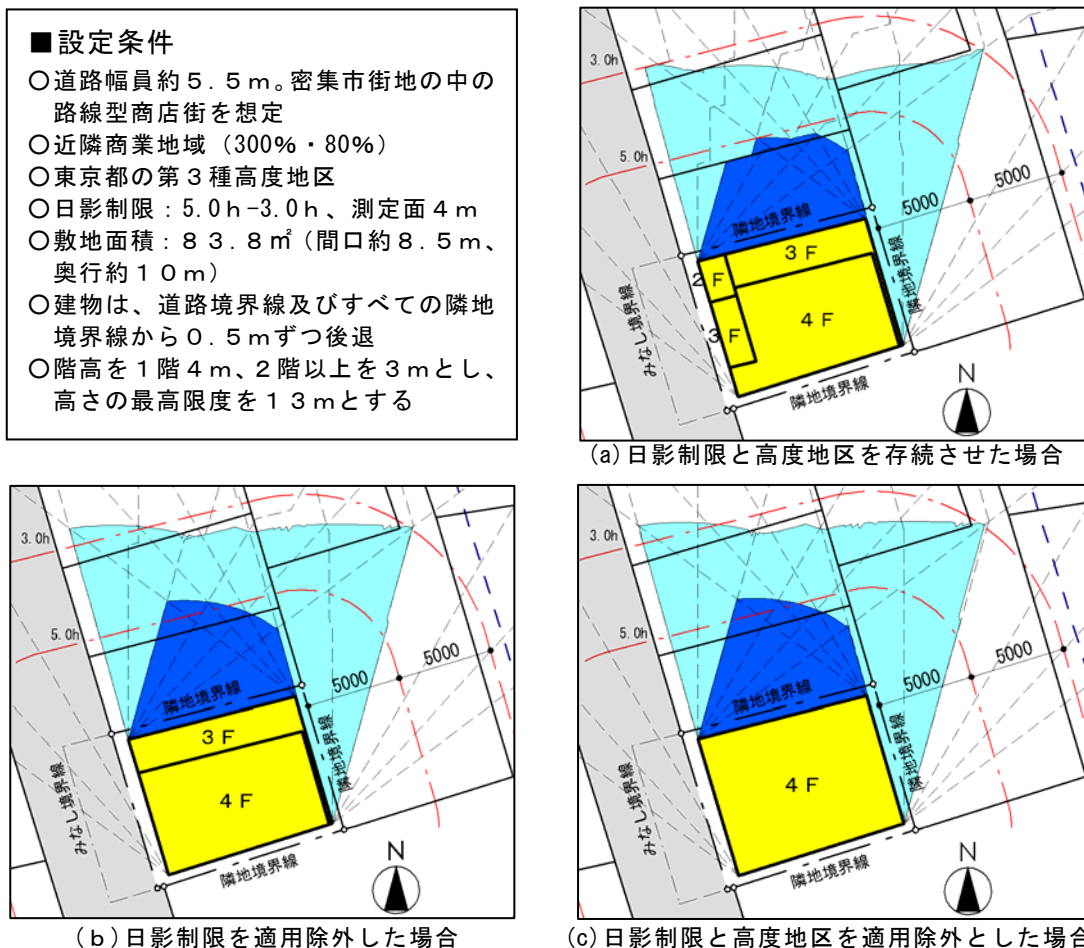 ■設定条件
○道路幅員約5.5m。密集市街地の中の
路線型商店街を想定
○近隣商業地域(300%・80%)
○東京都の第3種高度地区
○日影制限:5.0h-3.0h、測定面4m
○敷地面積:83.8㎡(間口約8.5m、
奥行約10m)
○建物は、道路境界線及びすべての隣地
境界線から0.5mずつ後退
○階高を1階4m、2階以上を3mとし、
高さの最高限度を13mとする
3.0h
5.0h
5000
5000
隣地境界線
3F
2F
3F
4F
みなし境界線
隣地境界線
隣地境界線
N
(a)日影制限と高度地区を存続させた場合
3.0h
5.0h
5000
5000
隣地境界線
3F
4F
みなし境界線
隣地境界線
隣地境界線
N
(b)日影制限を適用除外した場合
3.0h
5.0h
5000
5000
隣地境界線
4F
みなし境界線
隣地境界線
隣地境界線
N
(c)日影制限と高度地区を適用除外とした場合